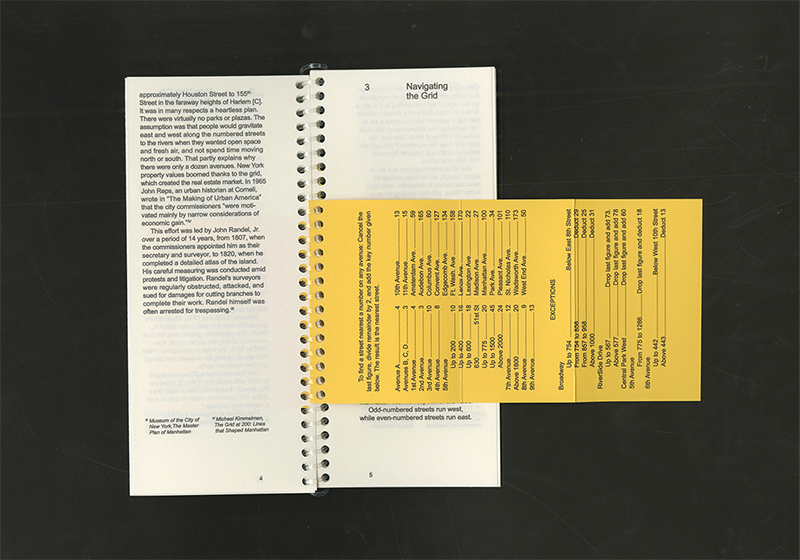 approximately Houston Street to 155th
Street in the faraway heights of Harlem [C].
It was in many respects a heartless plan.
There were virtually no parks or plazas. The
assumption was that people would gravitate
east and west along the numbered streets
to the rivers when they wanted open space
and fresh air, and not spend time moving
north or south. That partly explains why
there were only a dozen avenues. New York
property values boomed thanks to the grid,
which created the real estate market. In 1965
John Reps, an urban historian at Cornell,
wrote in "The Making of Urban America"
that the city commissioners "were moti-
vated mainly by narrow considerations of
economic gain."
This effort was led by John Randel, Jr.
over a period of 14 years, from 1807, when
the commissioners appointed him as their
secretary and surveyor, to 1820, when he
completed a detailed atlas of the island.
His careful measuring was conducted amid
protests and litigation. Randel's surveyors
were regularly obstructed, attacked, and
sued for damages for cutting branches to
complete their work. Randel himself was
often arrested for trespassing.
Museum of the City of
New York, The Master
Plan of Manhattan
Michael Kimmelman,
The Grid at 200: Lines
that Shaped Manhattan
4
3 Navigating
the Grid
To find a street nearest a number on any avenue: Cancel the
last figure, divide remainder by 2, and add the key number given
below. The result is the nearest street.
Avenue A 3
Avenues B, C, D 3
1st Avenue 3
2nd Avenue 3
3rd Avenue 10
4th Avenue 8
5th Avenue
Up to 200 13
Up to 400 16
Up to 600 18
630 51st St
Up to 775 20
Up to 1500 45
Above 2000 24
7th Avenue 12
Above 1800 20
8th Avenue 9
9th Avenue 13
10th Avenue 13
11th Avenue 15
Amsterdam Ave. 59
Audubon Ave. 165
Columbus Ave. 60
Convent Ave. 127
Edgecomb Ave. 134
Ft. Wash. Ave. 158
Lenox Ave. 170
Lexington Ave. 22
Madison Ave. 27
Manhattan Ave. 100
Park Ave. 34
Pleasant Ave. 101
St. Nicholas Ave. 110
Wadsworth Ave. 173
West End Ave. 50
EXCEPTIONS
Broadway
Up to 754 Below East 8th Street
From 754 to 858 Deduct 29
From 857 to 958 Deduct 25
Above 1000 Deduct 31
RiverSide Drive
Up to 567 Drop last figure and add 73.
Above 577 Drop last figure and add 78
Central Park West Drop last figure and add 60
5th Avenue
From 775 to 1286 Drop last figure and deduct 18
6th Avenue
Up to 442 Below West 10th Street
Above 443 Deduct 13
Odd-numbered streets run west,
while even-numbered streets run east.
5